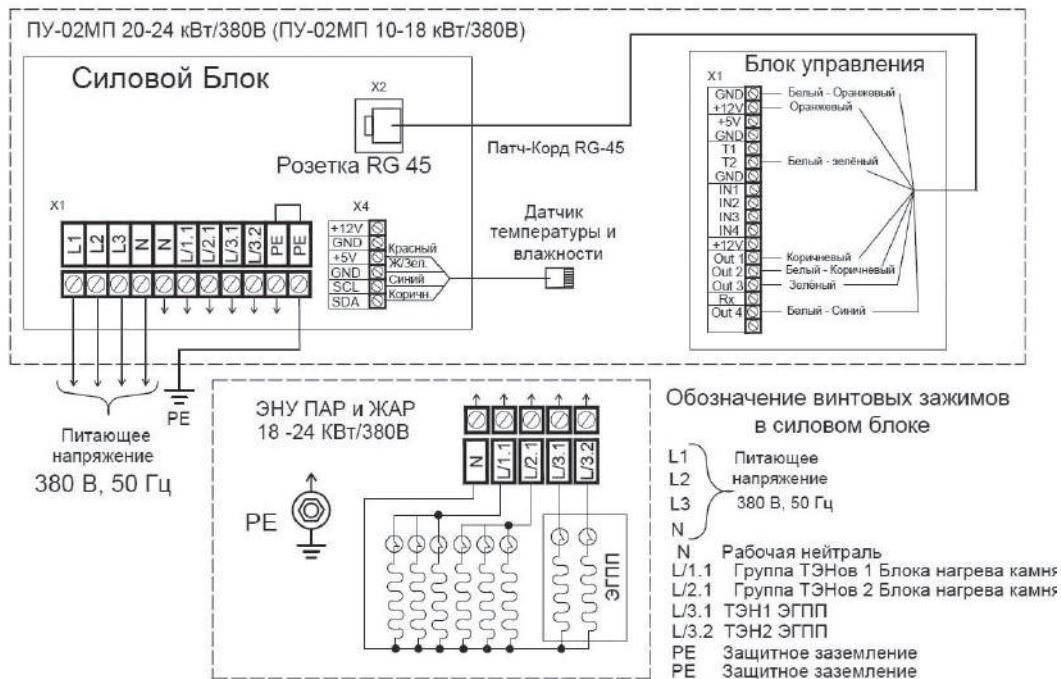 ПУ-02МП 20-24 кВт/380В (ПУ-02МП 10-18 кВт/380В)
Силовой Блок
X2
Розетка RG 45
Патч-Корд RG-45
X1
L1
L2
L3
N
N
L/1.1
L/2.1
L/3.1
L/3.2
PE
PE
X4
+12V
GND
+5V
GND
SCL
SDA
Красный
Ж/Зел.
Синий
Коричн.
Датчик
температуры и
влажности
Блок управления
X1
GND
+12V
+5V
GND
T1
T2
GND
IN1
IN2
IN3
IN4
+12V
Out 1
Out 2
Out 3
Rx
Out 4
Белый - Оранжевый
Оранжевый
Белый - зелёный
Коричневый
Белый - Коричневый
Зелёный
Белый - Синий
PE
Питающее
напряжение
380 В, 50 Гц
ЭНУ ПАР и ЖАР
18 -24 КВт/380В
PE
N
L/1.1
L/2.1
L/3.1
L/3.2
ЭГПП
Обозначение винтовых зажимов
в силовом блоке
L1
L2
L3
N
Питающее
напряжение
380 В, 50 Гц
N Рабочая нейтраль
L/1.1 Группа ТЭНов 1 Блока нагрева камня
L/2.1 Группа ТЭНов 2 Блока нагрева камня
L/3.1 ТЭН1 ЭГПП
L/3.2 ТЭН2 ЭГПП
PE Защитное заземление
PE Защитное заземление